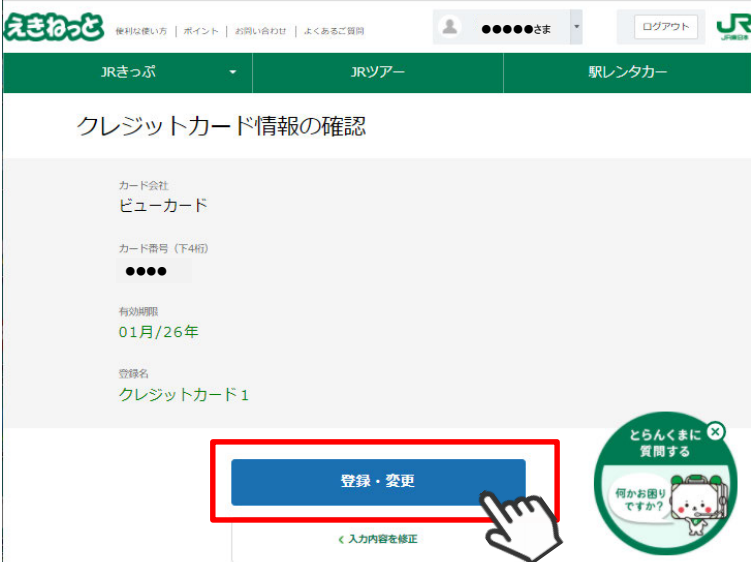 えきねっと 便利な使い方 | ポイント | お問い合わせ | よくあるご質問 ●●●●●さま ログアウト JR JR東日本
JRきっぷ JRツアー 駅レンタカー
クレジットカード情報の確認
カード会社
ビューカード
カード番号（下4桁）
●●●●
有効期限
01月/26年
登録名
クレジットカード1
登録・変更
< 入力内容を修正
とらんくまに
質問する
何かお困り
ですか?